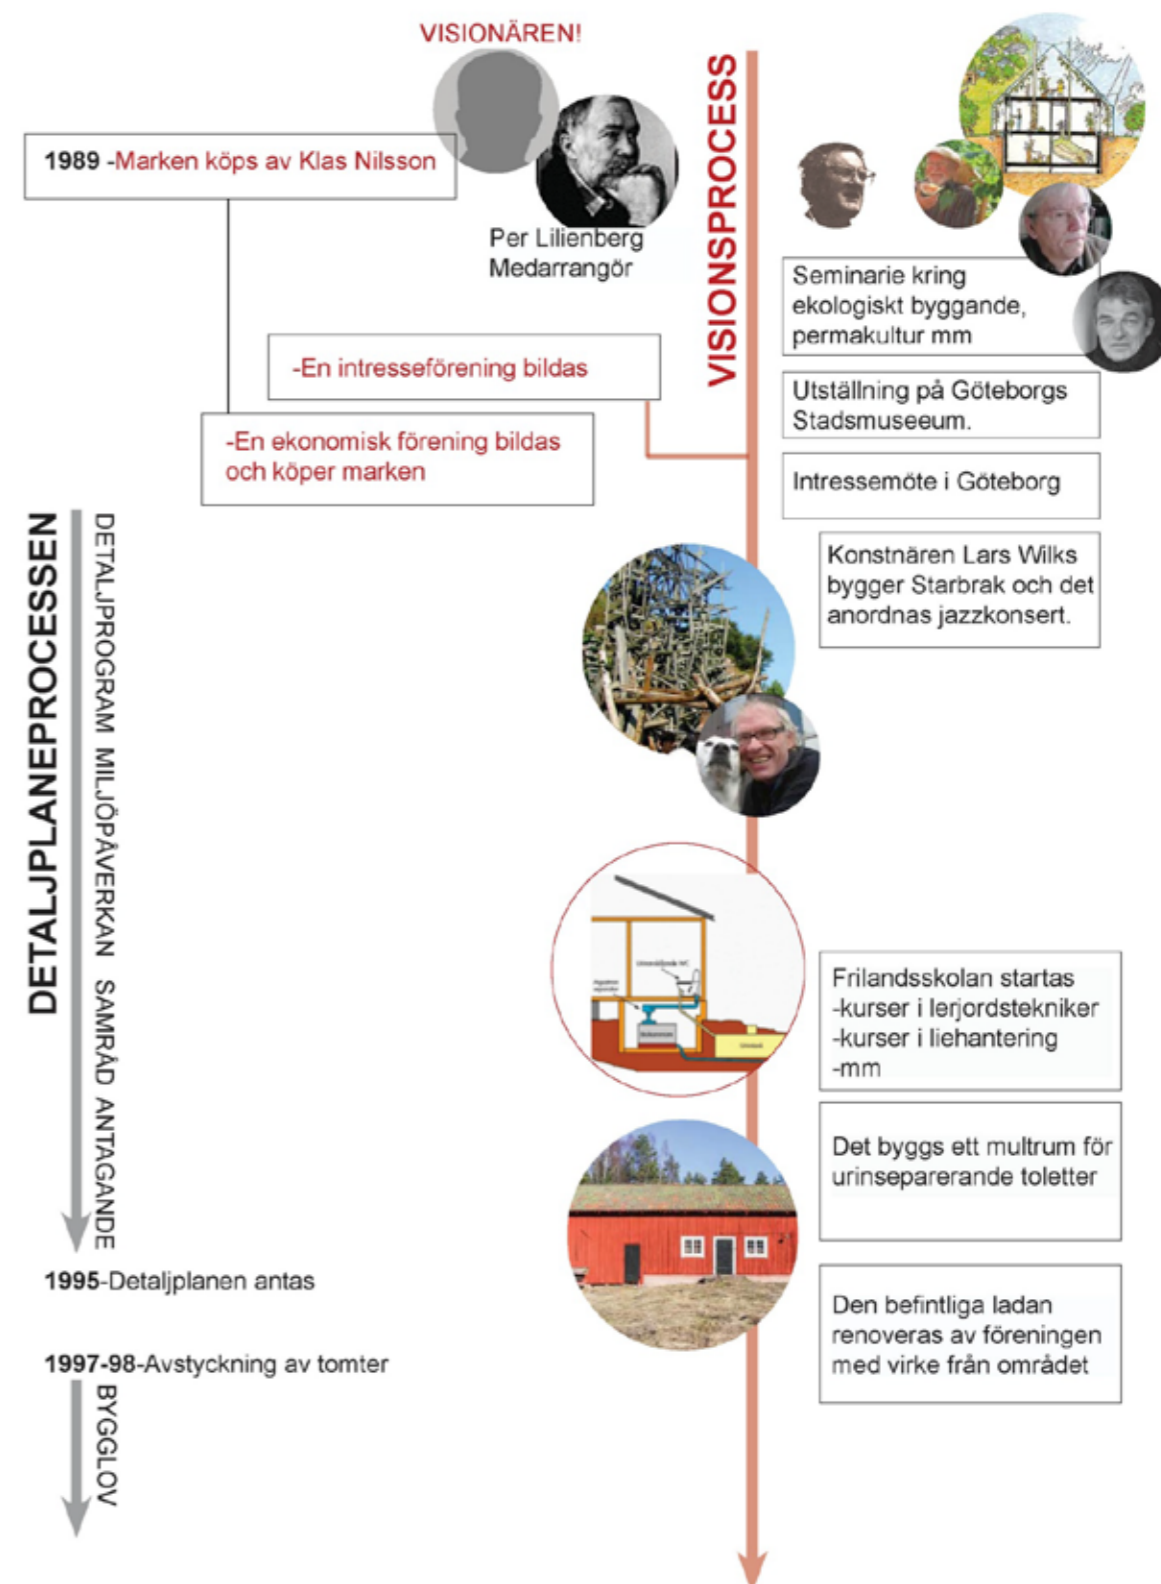 VISIONÄREN!
1989 -Marken köps av Klas Nilsson
Per Lilienberg
Medarrangör
-En intresseförening bildas
-En ekonomisk förening bildas
och köper marken
VISIONSPROCESS
Seminarie kring
ekologiskt byggande,
permakultur mm
Utställning på Göteborgs
Stadsmuseeum.
Intressemöte i Göteborg
Konstnären Lars Wilks
bygger Starbrak och det
anordnas jazzkonsert.
DETALJPLANEPROCESSEN
DETALJPROGRAM MILJÖPÅVERKAN SAMRÅD ANTAGANDE
Frilandsskolan startas
-kurser i lerjordstekniker
-kurser i liehantering
-mm
Det byggs ett multrum för
urinseparerande toletter
Den befintliga ladan
renoveras av föreningen
med virke från området
1995-Detaljplanen antas
1997-98-Avstyckning av tomter
BYGGLOV